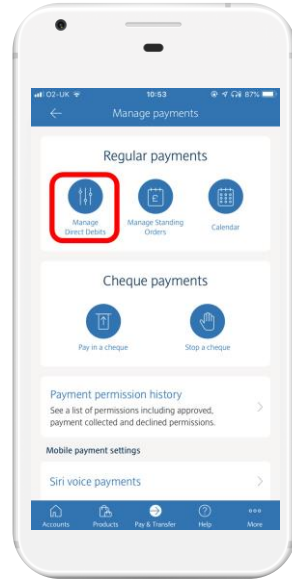 O2-UK 10:53 87%
Manage payments
Regular payments
Manage Manage Standing Calendar
Direct Debits Orders
Cheque payments
Pay in a cheque Stop a cheque
Payment permission history
See a list of permissions including approved,
payment collected and declined permissions.
Mobile payment settings
Siri voice payments
Accounts Products Pay & Transfer Help More